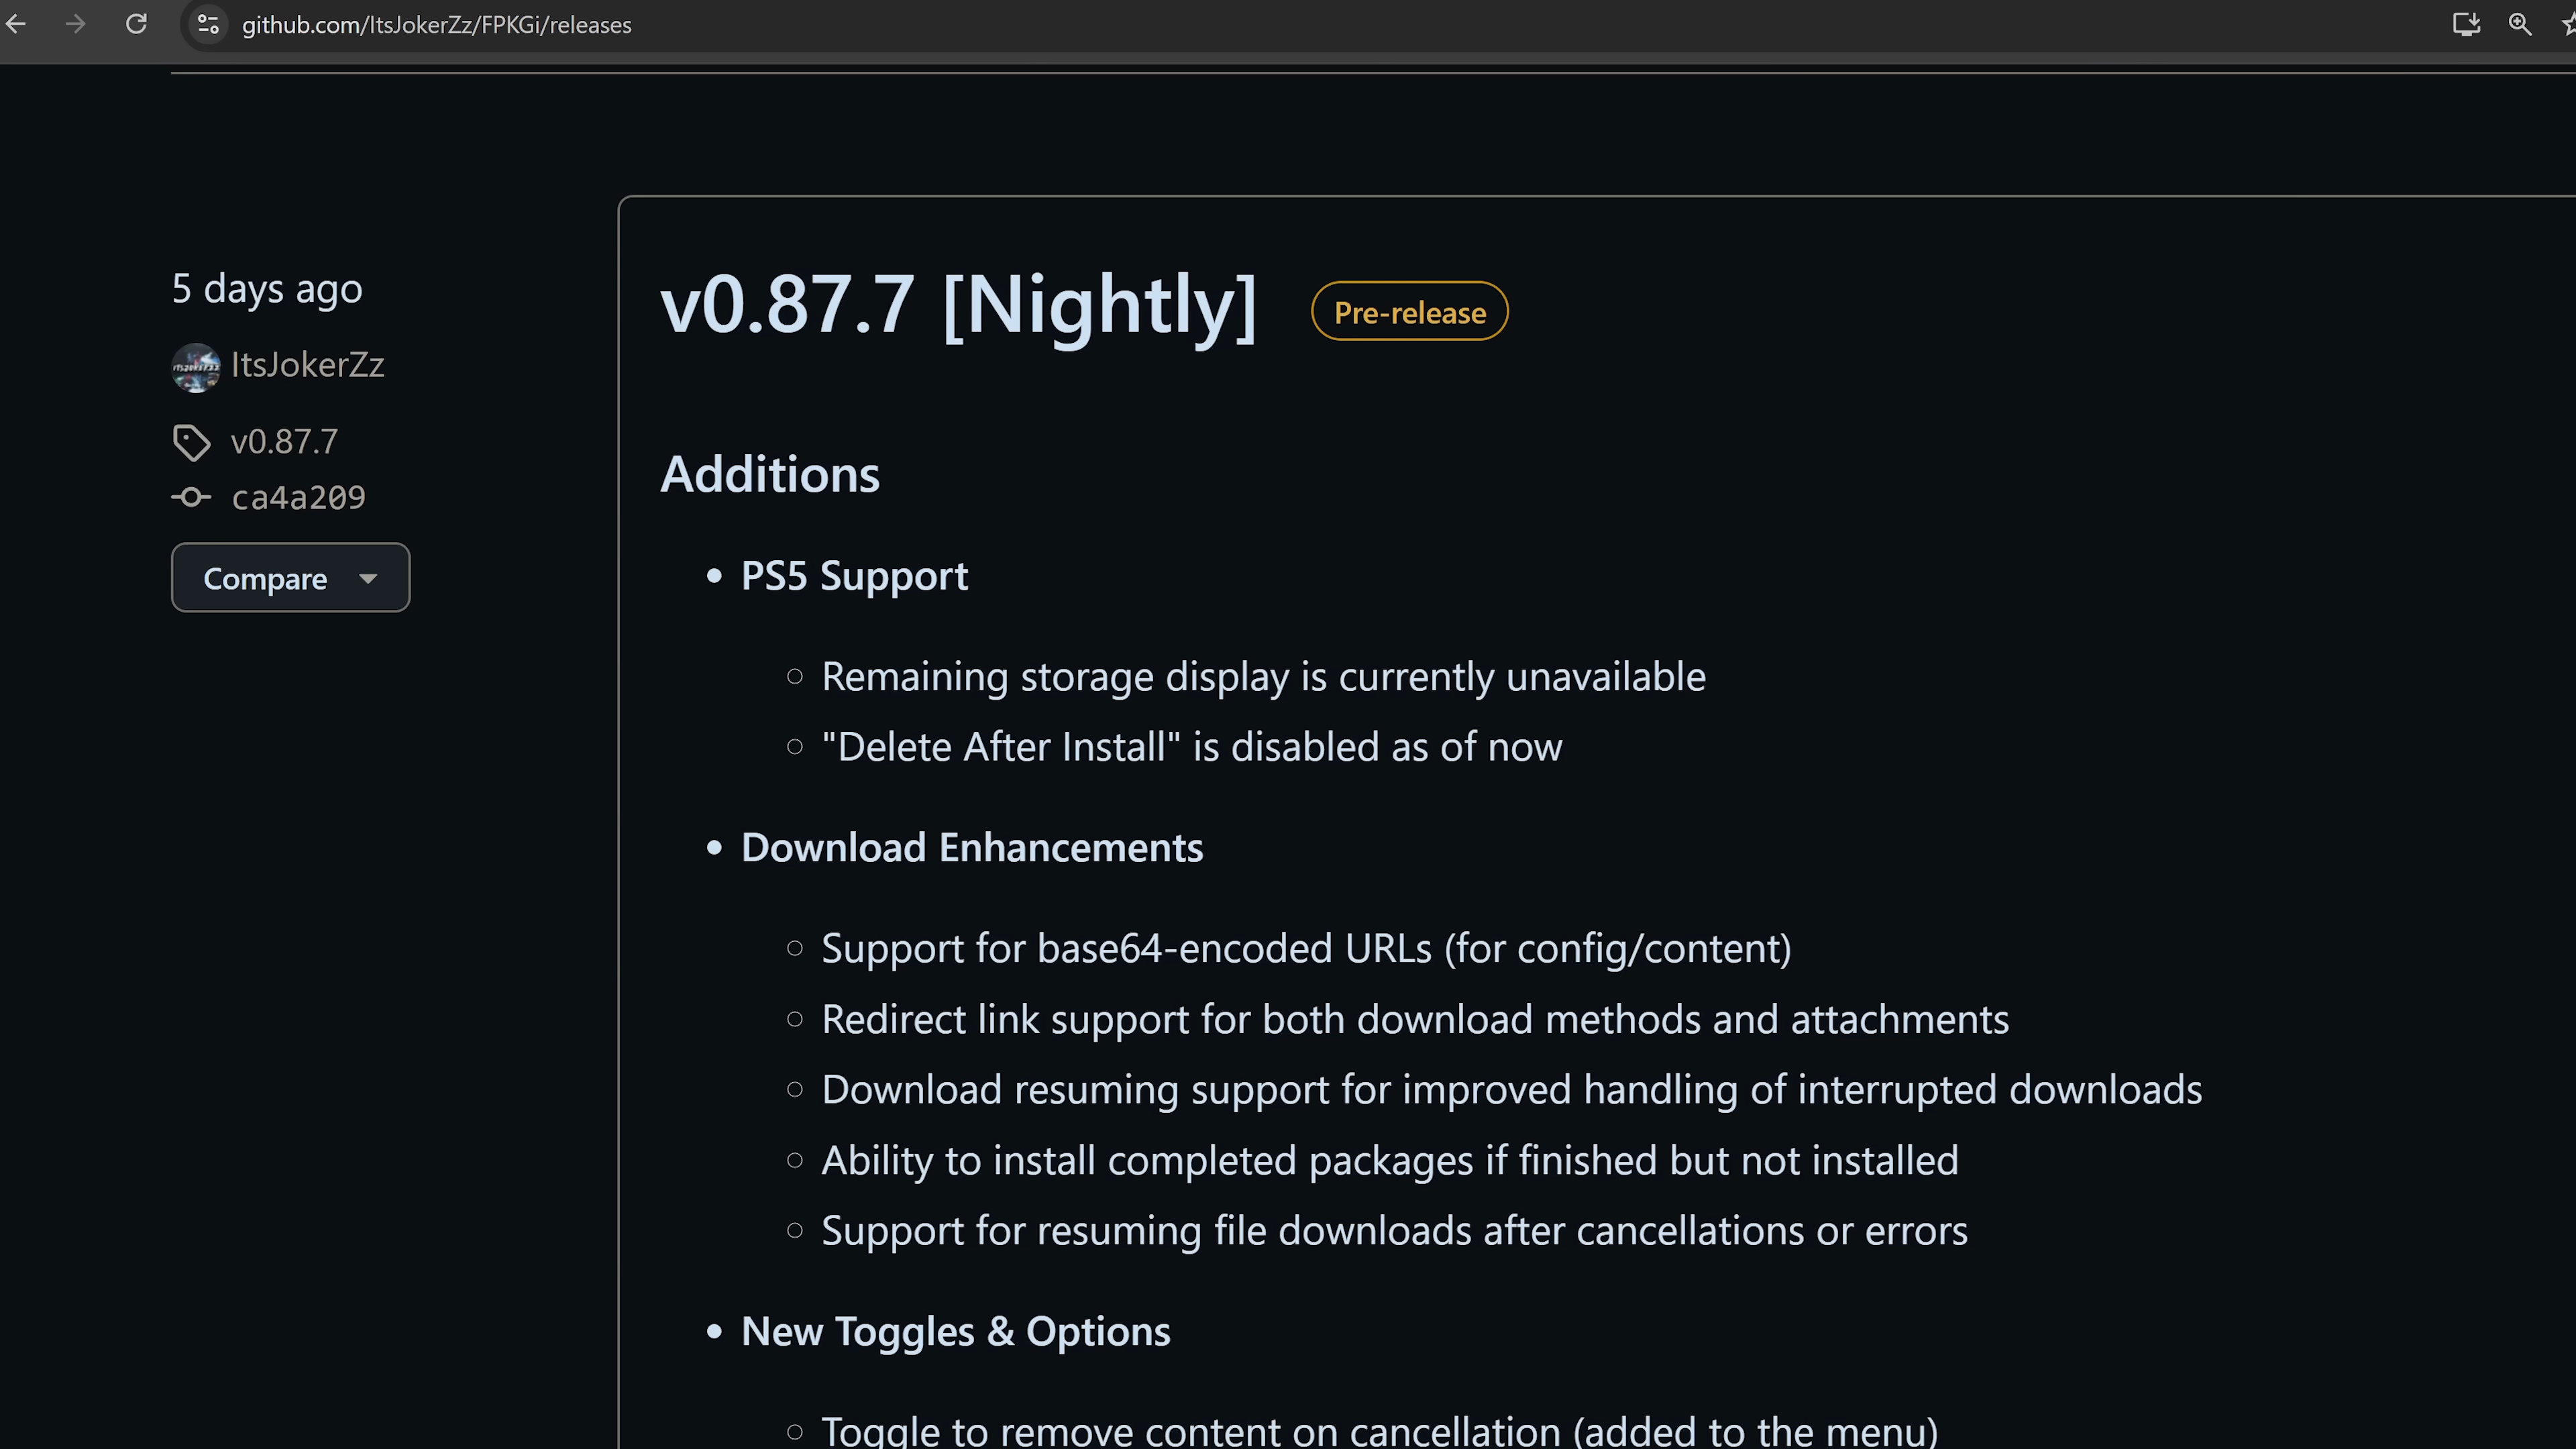 github.com/ItsJokerZz/FPKGi/releases
5 days ago
ItsJokerZz
v0.87.7
ca4a209
Compare
v0.87.7 [Nightly] Pre-release
Additions
• PS5 Support
○ Remaining storage display is currently unavailable
○ "Delete After Install" is disabled as of now
• Download Enhancements
○ Support for base64-encoded URLs (for config/content)
○ Redirect link support for both download methods and attachments
○ Download resuming support for improved handling of interrupted downloads
○ Ability to install completed packages if finished but not installed
○ Support for resuming file downloads after cancellations or errors
• New Toggles & Options
○ Toggle to remove content on cancellation (added to the menu)